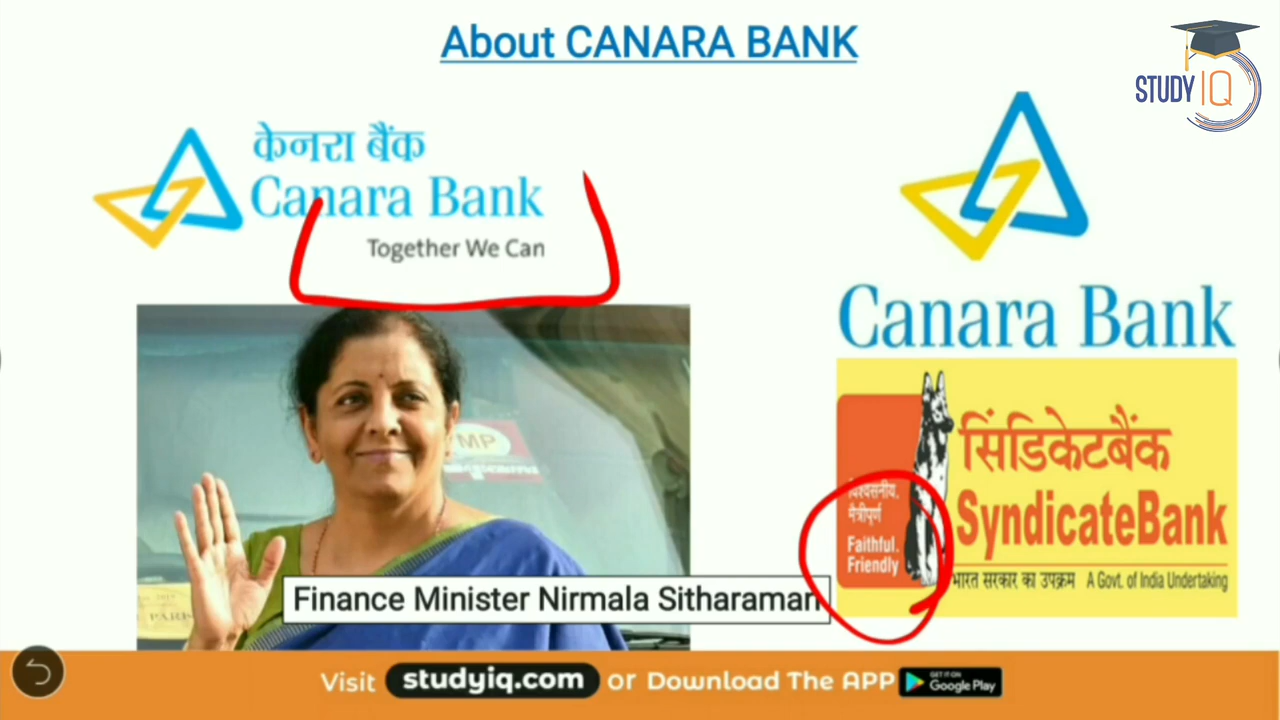 About CANARA BANK
STUDY IQ
केनरा बैंक
Canara Bank
Together We Can
Canara Bank
MP
सिंडिकेटबैंक
SyndicateBank
विश्वसनीय.
मैत्रीपूर्ण
Faithful.
Friendly
भारत सरकार का उपक्रम A Govt. of India Undertaking
Finance Minister Nirmala Sitharaman
Visit studyiq.com or Download The APP GET IT ON Google Play